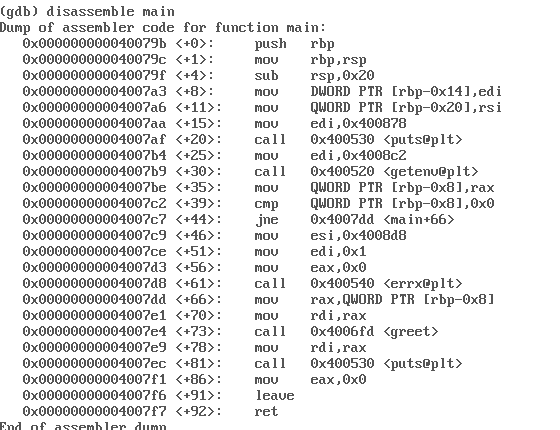 (gdb) disassemble main
Dump of assembler code for function main:
0x000000000040079b <+0>: push rbp
0x000000000040079c <+1>: mov rbp,rsp
0x000000000040079f <+4>: sub rsp,0x20
0x00000000004007a3 <+8>: mov DWORD PTR [rbp-0x14],edi
0x00000000004007a6 <+11>: mov QWORD PTR [rbp-0x20],rsi
0x00000000004007aa <+15>: mov edi,0x400878
0x00000000004007af <+20>: call 0x400530 <puts@plt>
0x00000000004007b4 <+25>: mov edi,0x4008c2
0x00000000004007b9 <+30>: call 0x400520 <getenv@plt>
0x00000000004007be <+35>: mov QWORD PTR [rbp-0x8],rax
0x00000000004007c2 <+39>: cmp QWORD PTR [rbp-0x8],0x0
0x00000000004007c7 <+44>: jne 0x4007dd <main+66>
0x00000000004007c9 <+46>: mov esi,0x4008d8
0x00000000004007ce <+51>: mov edi,0x1
0x00000000004007d3 <+56>: mov eax,0x0
0x00000000004007d8 <+61>: call 0x400540 <errx@plt>
0x00000000004007dd <+66>: mov rax,QWORD PTR [rbp-0x8]
0x00000000004007e1 <+70>: mov rdi,rax
0x00000000004007e4 <+73>: call 0x4006fd <greet>
0x00000000004007e9 <+78>: mov rdi,rax
0x00000000004007ec <+81>: call 0x400530 <puts@plt>
0x00000000004007f1 <+86>: mov eax,0x0
0x00000000004007f6 <+91>: leave
0x00000000004007f7 <+92>: ret
End of assembler dump